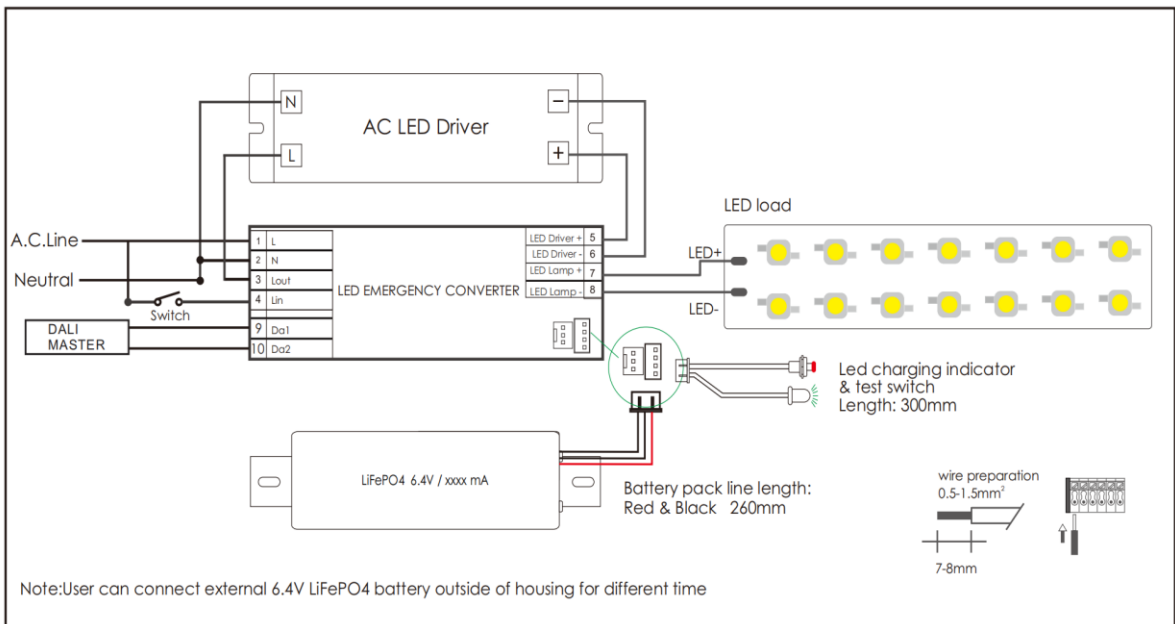 N
L
AC LED Driver
−
+
A.C.Line
Neutral
Switch
DALI
MASTER
1 L
2 N
3 Lout
4 Lin
9 Da1
10 Da2
LED EMERGENCY CONVERTER
LED Driver + 5
LED Driver - 6
LED Lamp + 7
LED Lamp - 8
LED load
LED+
LED-
Led charging indicator
& test switch
Length: 300mm
LiFePO4 6.4V / xxxx mA
Battery pack line length:
Red & Black 260mm
wire preparation
0.5-1.5mm²
7-8mm
Note:User can connect external 6.4V LiFePO4 battery outside of housing for different time